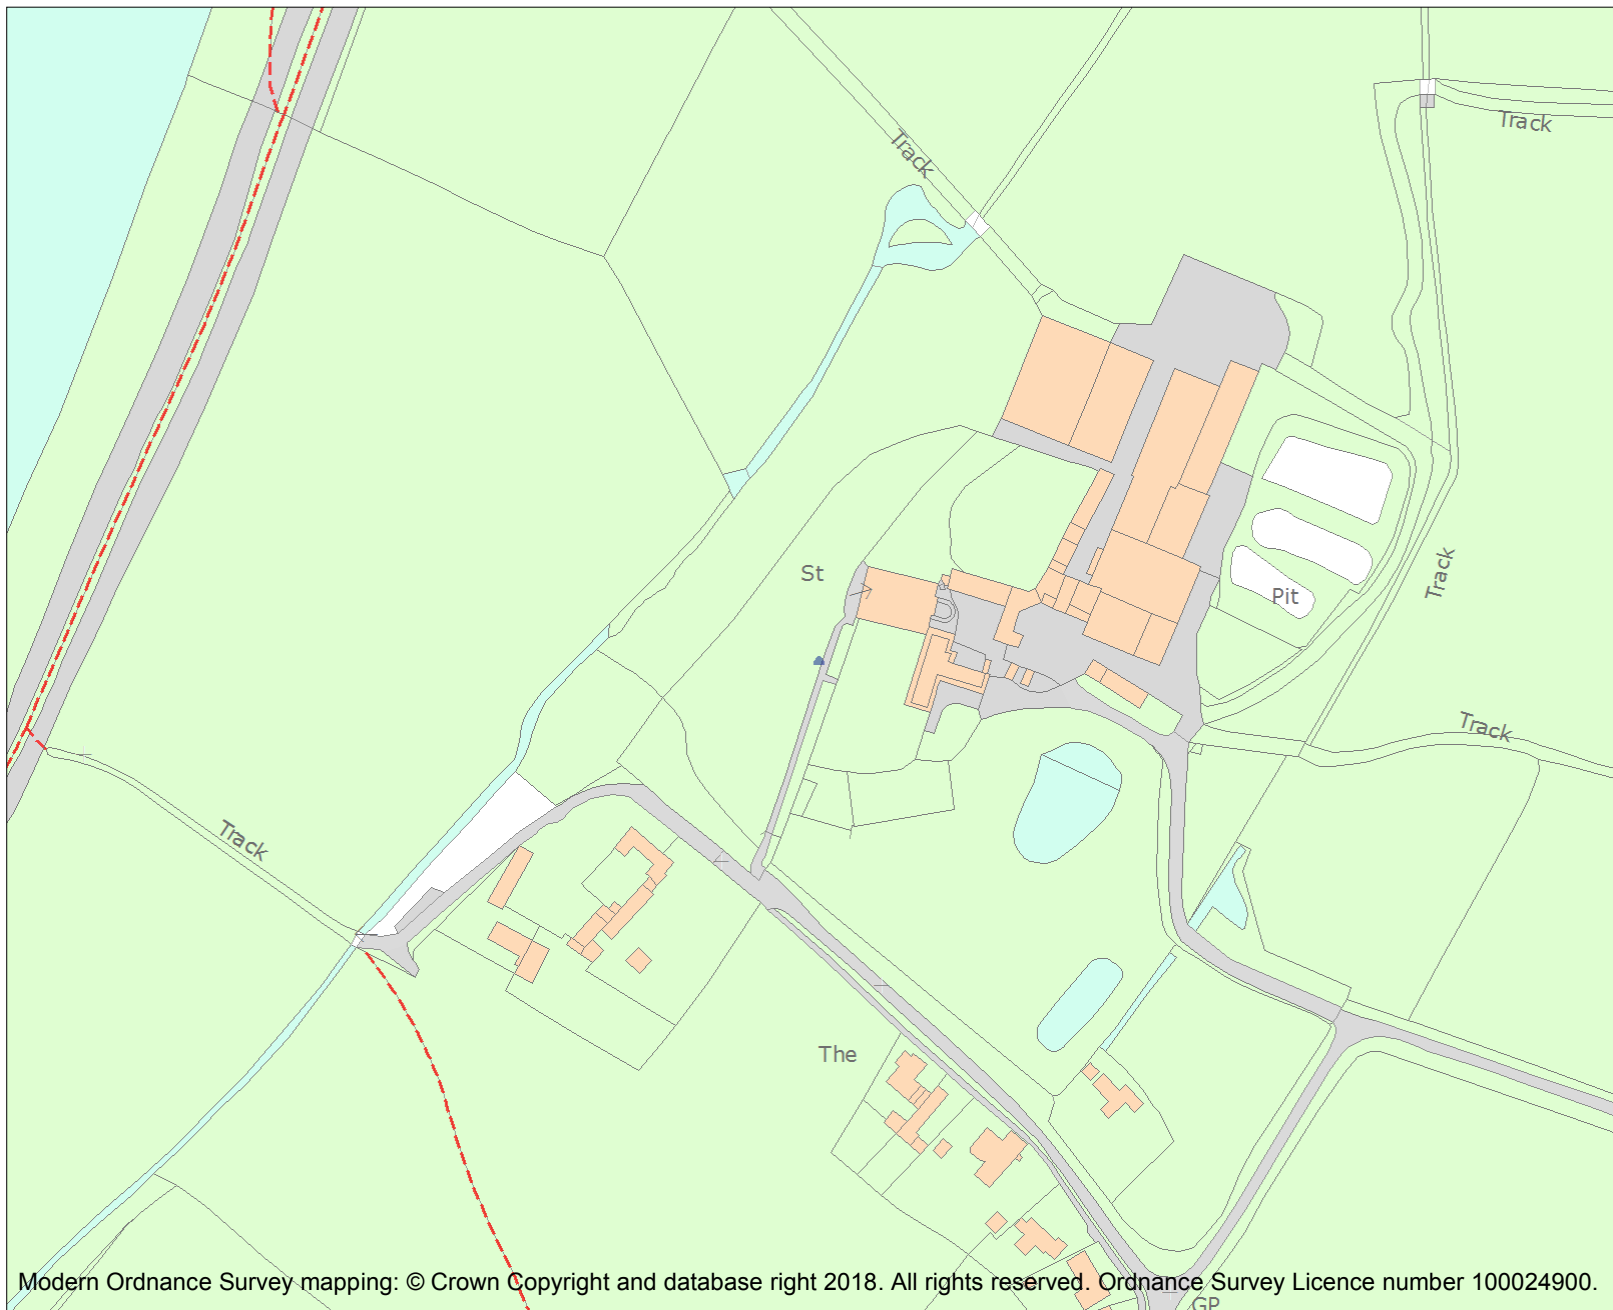 Track
Track
Track
St
Pit
Track
Track
The
GP
Modern Ordnance Survey mapping: © Crown Copyright and database right 2018. All rights reserved. Ordnance Survey Licence number 100024900.